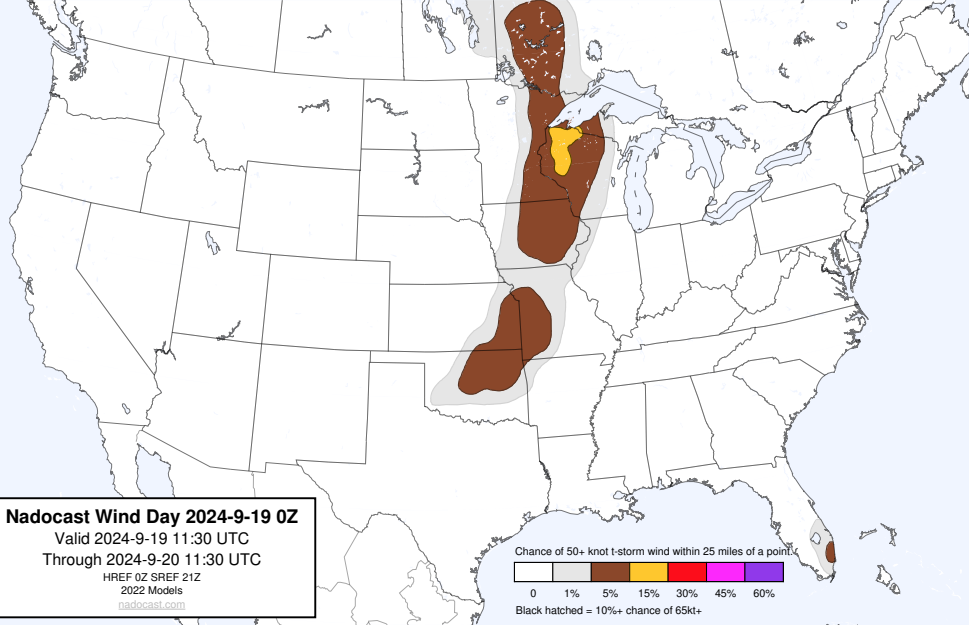 Nadocast Wind Day 2024-9-19 0Z
Valid 2024-9-19 11:30 UTC
Through 2024-9-20 11:30 UTC
HREF 0Z SREF 21Z
2022 Models
nadocast.com
Chance of 50+ knot t-storm wind within 25 miles of a point.
0 1% 5% 15% 30% 45% 60%
Black hatched = 10%+ chance of 65kt+